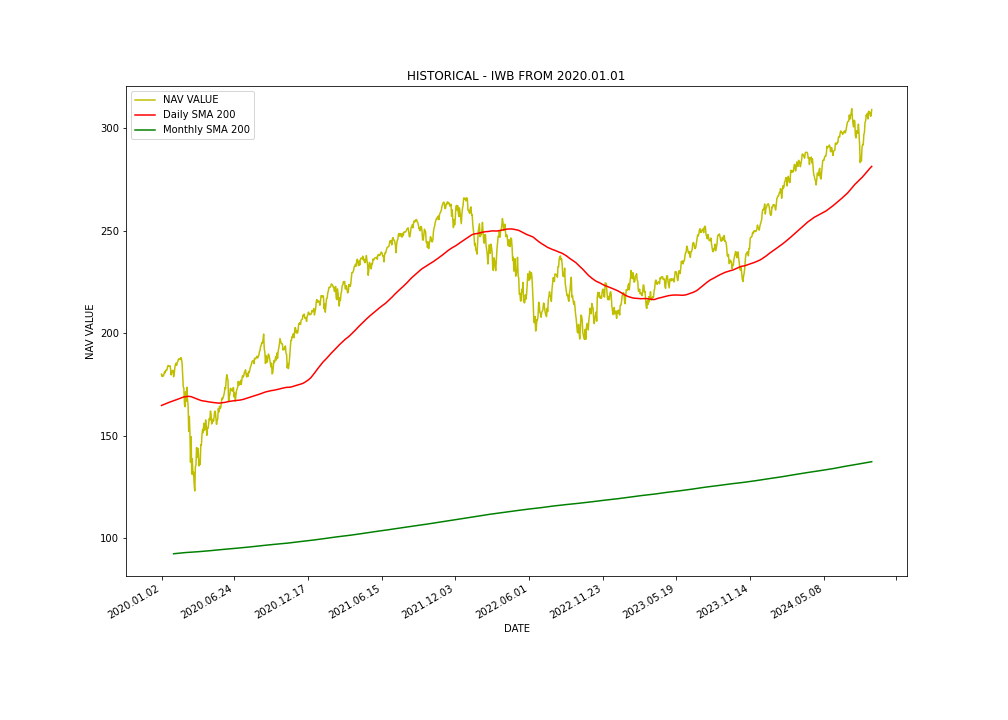 HISTORICAL - IWB FROM 2020.01.01
NAV VALUE
Daily SMA 200
Monthly SMA 200
NAV VALUE
300
250
200
150
100
2020.01.02
2020.06.24
2020.12.17
2021.06.15
2021.12.03
2022.06.01
2022.11.23
2023.05.19
2023.11.14
2024.05.08
DATE